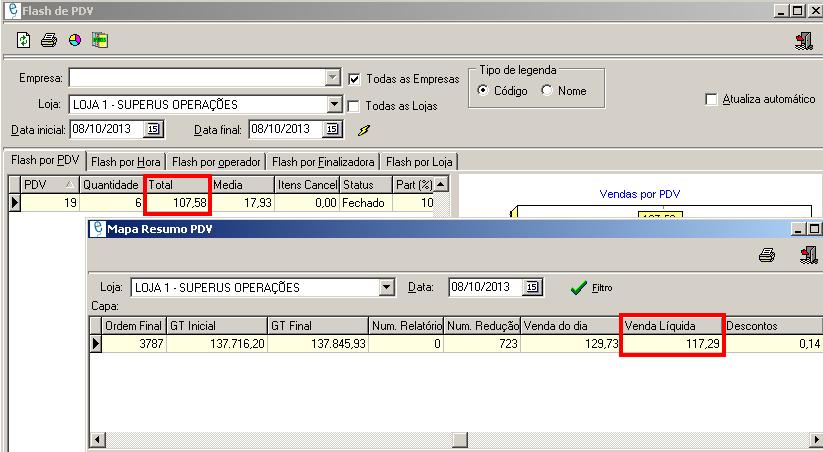 Flash de PDV
Empresa: Todas as Empresas Tipo de legenda
Código Nome
Loja: LOJA 1 - SUPERUS OPERAÇÕES Todas as Lojas Atualiza automático
Data inicial: 08/10/2013 15 Data final: 08/10/2013 15
Flash por PDV Flash por Hora Flash por operador Flash por Finalizadora Flash por Loja
PDV Quantidade Total Media Itens Cancel Status Part (%)
19 6 107,58 17,93 0,00 Fechado 10
Vendas por PDV
Mapa Resumo PDV
Loja: LOJA 1 - SUPERUS OPERAÇÕES Data: 08/10/2013 15 Filtro
Capa:
Ordem Final GT Inicial GT Final Num. Relatório Num. Redução Venda do dia Venda Líquida Descontos
3787 137.716,20 137.845,93 0 723 129,73 117,29 0,14